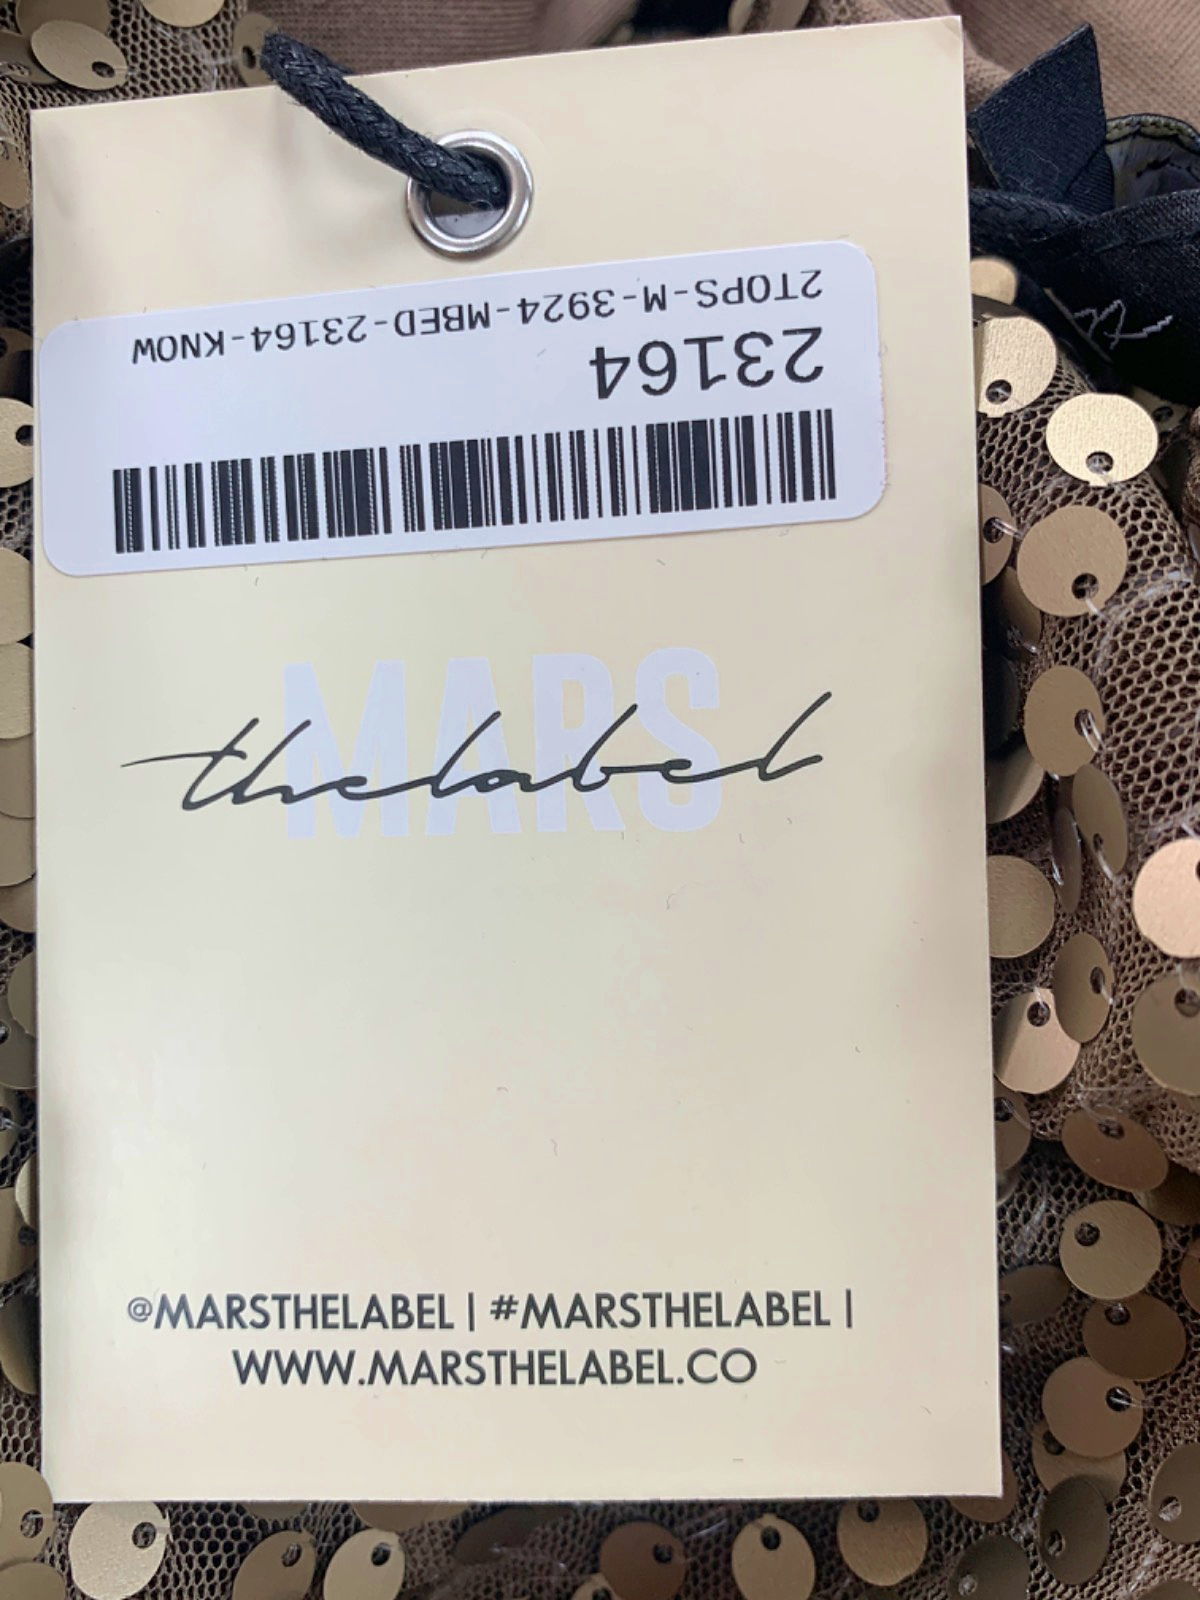 2TOPS-M-3924-MBED-23164-KNOW
23164
MARS
thelabel
@MARSTHELABEL | #MARSTHELABEL |
WWW.MARSTHELABEL.CO